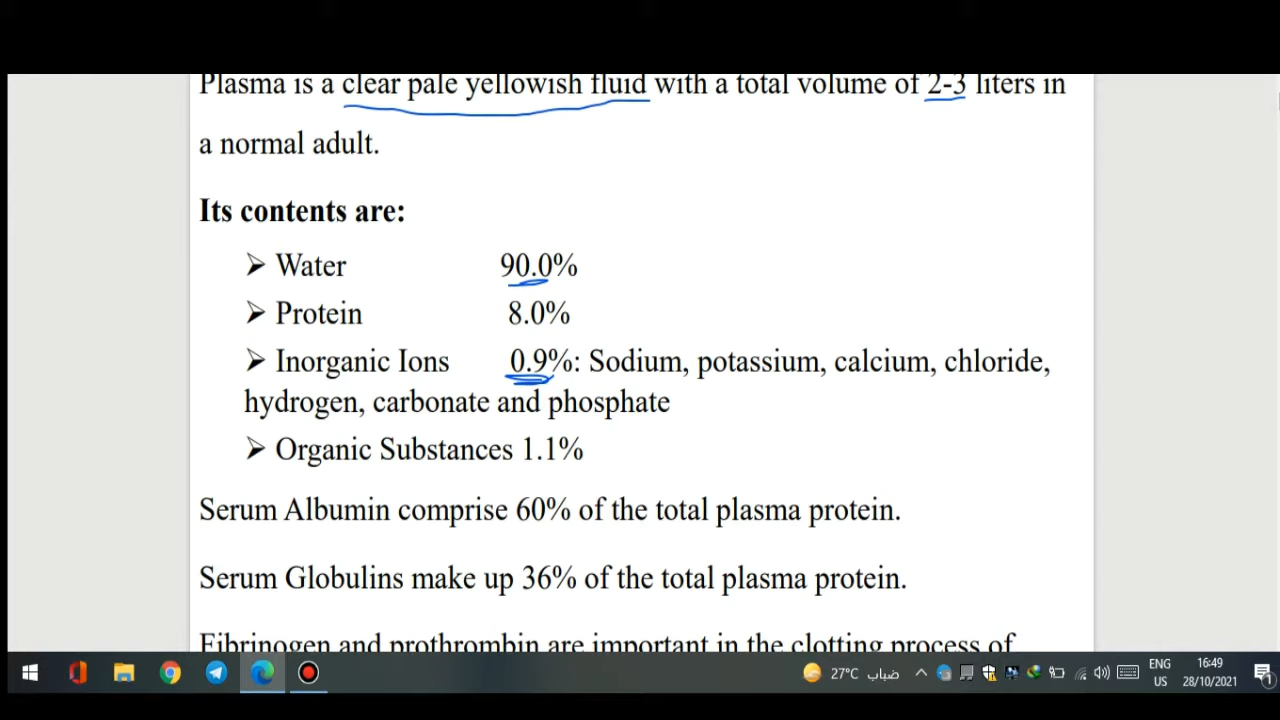 Plasma is a clear pale yellowish fluid with a total volume of 2-3 liters in
a normal adult.
Its contents are:
➢ Water 90.0%
➢ Protein 8.0%
➢ Inorganic Ions 0.9%: Sodium, potassium, calcium, chloride,
hydrogen, carbonate and phosphate
➢ Organic Substances 1.1%
Serum Albumin comprise 60% of the total plasma protein.
Serum Globulins make up 36% of the total plasma protein.
Fibrinogen and prothrombin are important in the clotting process of
27°C ضباب
ENG
US
16:49
28/10/2021
1